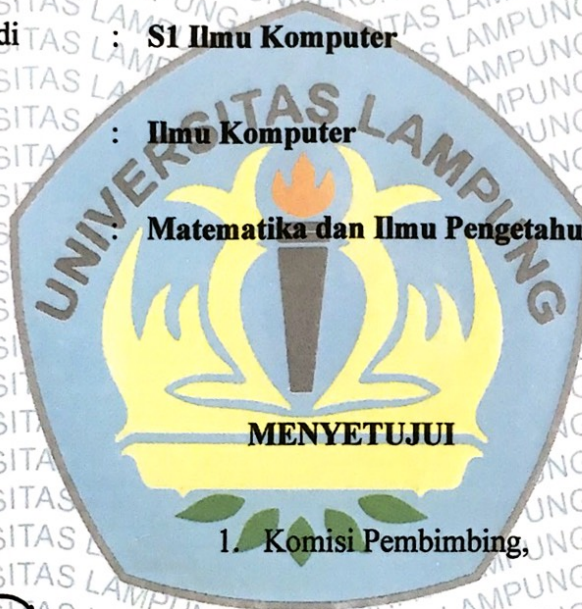 di : S1 Ilmu Komputer
: Ilmu Komputer
: Matematika dan Ilmu Pengetahu
UNIVERSITAS LAMPUNG
MENYETUJUI
1. Komisi Pembimbing,